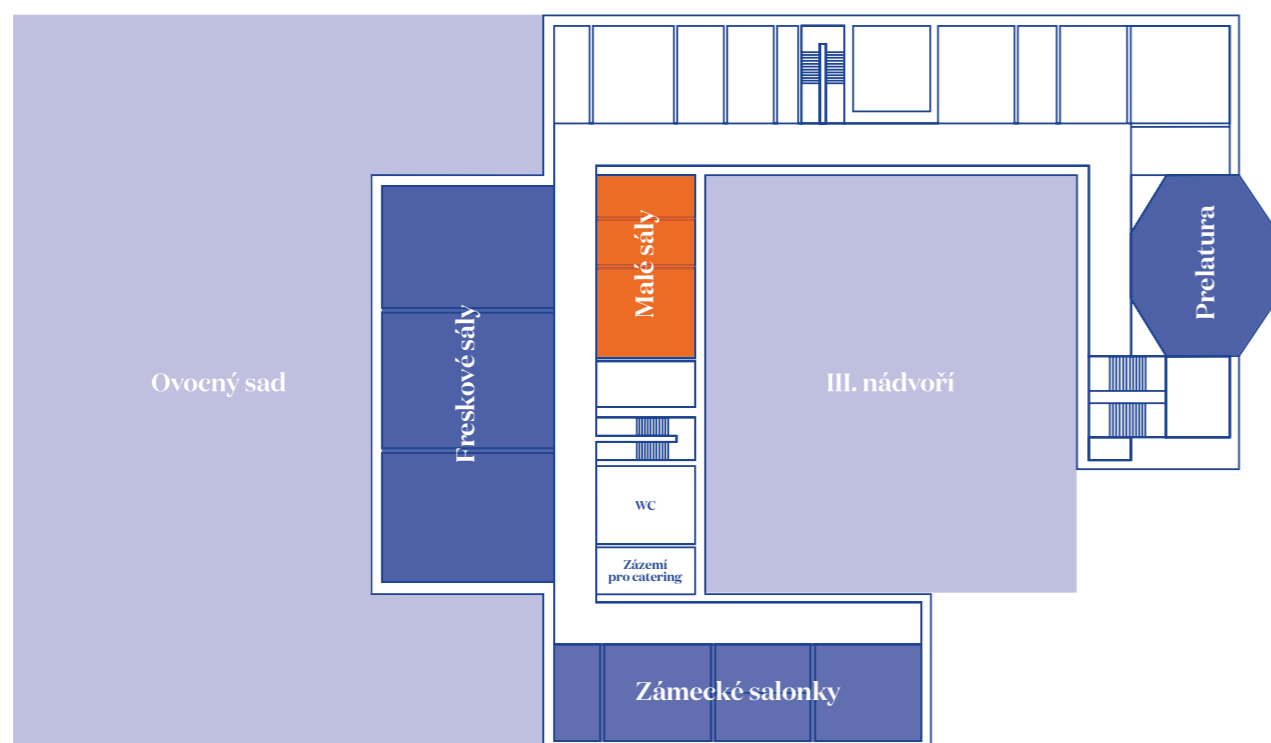 Malé sály
Prelatura
Freskové sály
Ovocný sad
III. nádvoří
WC
Zázemí
pro catering
Zámecké salonky